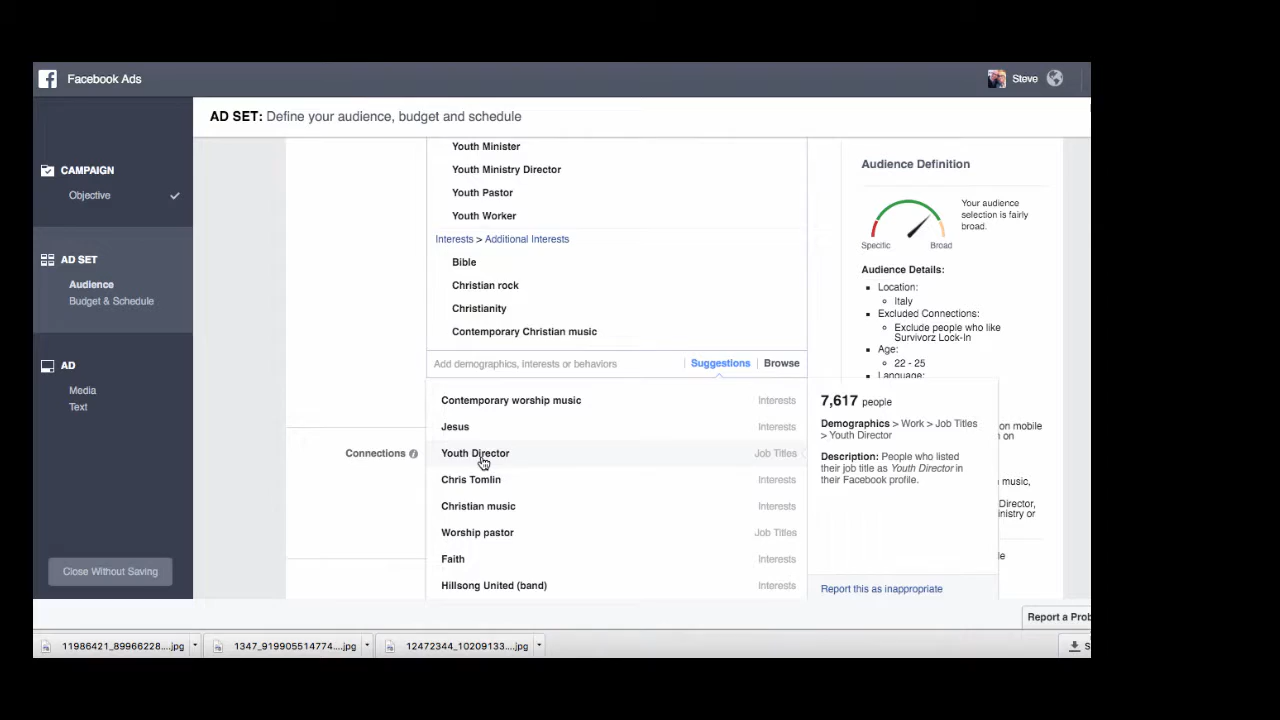 Facebook Ads
Steve
AD SET: Define your audience, budget and schedule
CAMPAIGN
Objective
AD SET
Audience
Budget & Schedule
AD
Media
Text
Close Without Saving
Youth Minister
Youth Ministry Director
Youth Pastor
Youth Worker
Interests > Additional Interests
Bible
Christian rock
Christianity
Contemporary Christian music
Add demographics, interests or behaviors | Suggestions | Browse
Connections
Contemporary worship music Interests
Jesus Interests
Youth Director Job Titles
Chris Tomlin Interests
Christian music Interests
Worship pastor Job Titles
Faith Interests
Hillsong United (band) Interests
Audience Definition
Specific
Broad
Your audience
selection is fairly
broad.
Audience Details:
Location:
Italy
Excluded Connections:
Exclude people who like
Survivorz Lock-In
Age:
22 - 25
Language:
7,617 people
Demographics > Work > Job Titles
> Youth Director
Description: People who listed
their job title as Youth Director in
their Facebook profile.
Report this as inappropriate
on mobile
on
music,
Director,
inistry or
Report a Prob
11986421_89966228....jpg
1347_919905514774....jpg
12472344_10209133....jpg